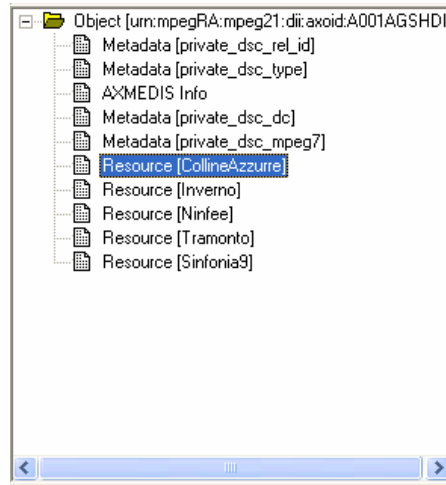 Object [urn:mpegRA:mpeg21:dii:axoid:A001AGSHDI
Metadata [private_dsc_rel_id]
Metadata [private_dsc_type]
AXMEDIS Info
Metadata [private_dsc_dc]
Metadata [private_dsc_mpeg7]
Resource [CollineAzzurre]
Resource [Inverno]
Resource [Ninfee]
Resource [Tramonto]
Resource [Sinfonia9]